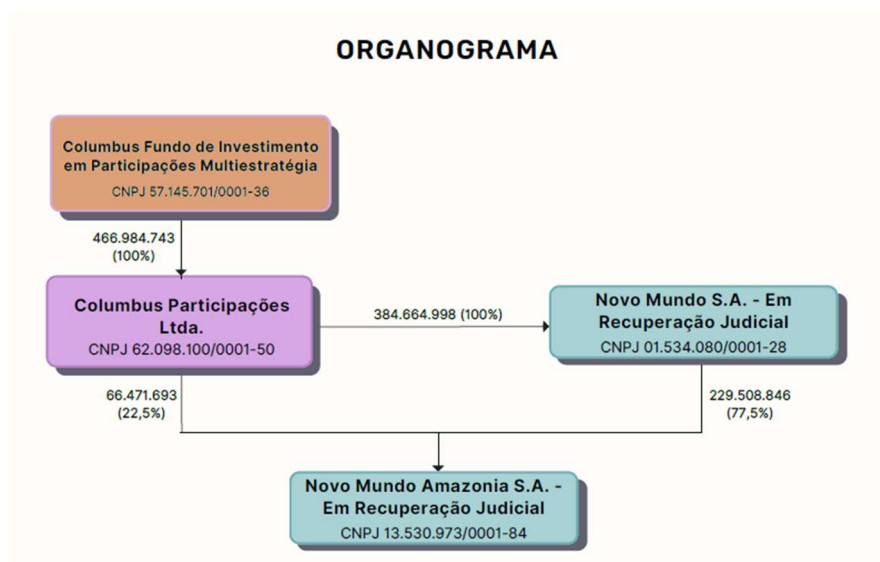 ORGANOGRAMA
Columbus Fundo de Investimento
em Participações Multiestratégia
CNPJ 57.145.701/0001-36
466.984.743
(100%)
Columbus Participações
Ltda.
CNPJ 62.098.100/0001-50
384.664.998 (100%)
Novo Mundo S.A. - Em
Recuperação Judicial
CNPJ 01.534.080/0001-28
66.471.693
(22,5%)
229.508.846
(77,5%)
Novo Mundo Amazonia S.A. -
Em Recuperação Judicial
CNPJ 13.530.973/0001-84